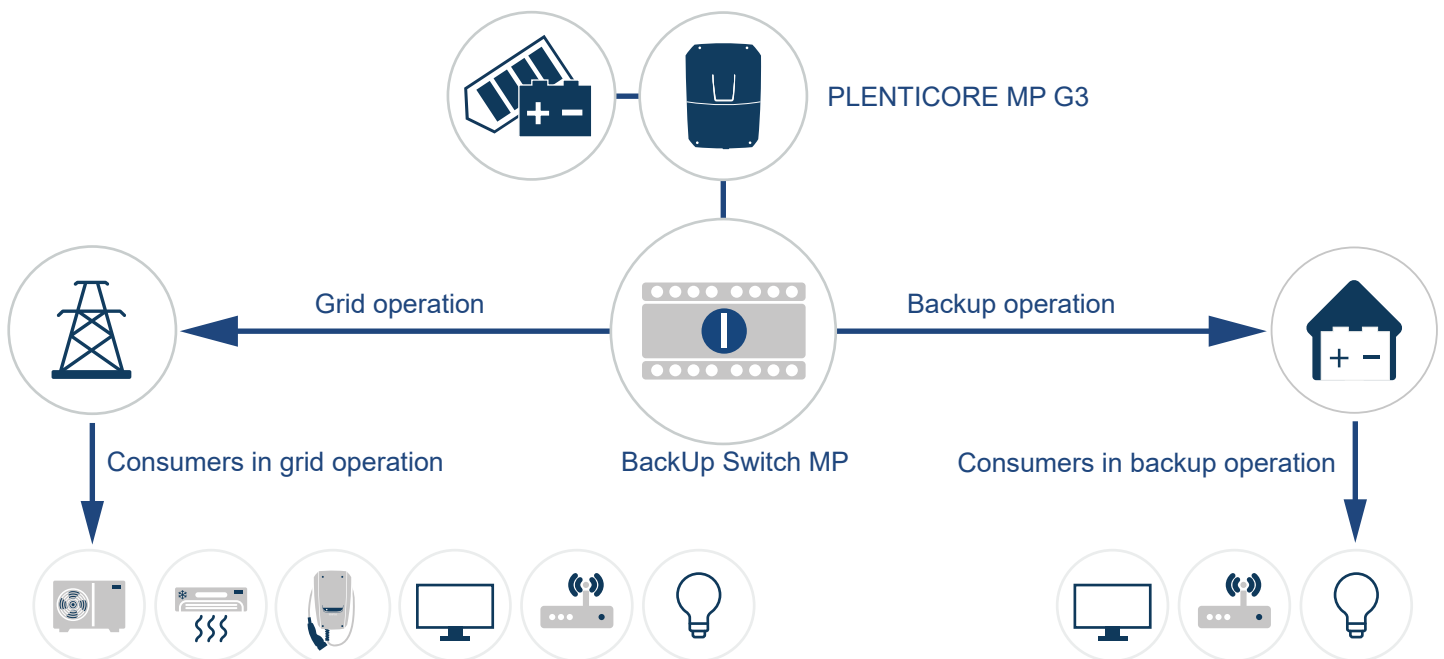 PLENTICORE MP G3
Grid operation
Backup operation
Consumers in grid operation
BackUp Switch MP
Consumers in backup operation